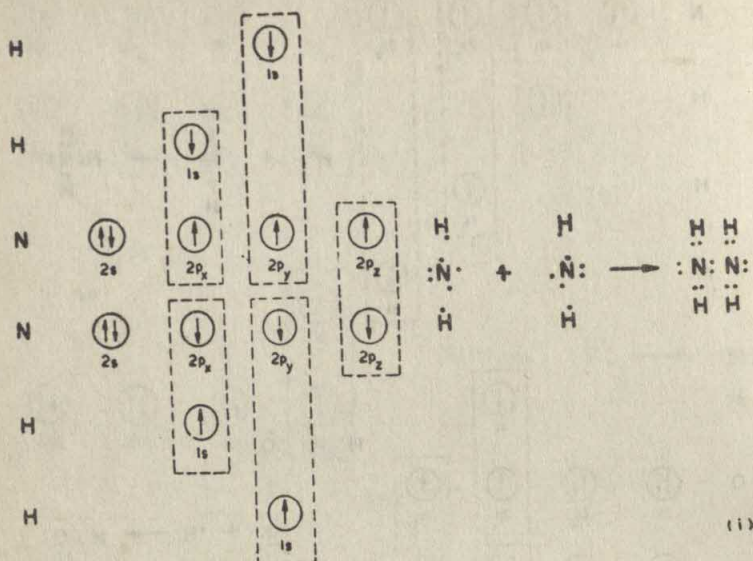 H
1s
H
1s
N 2s 2px 2py 2pz
N 2s 2px 2py 2pz
H
1s
H
1s
H H H H
:N· + ·N: → :N:N:
H H H H
(i)